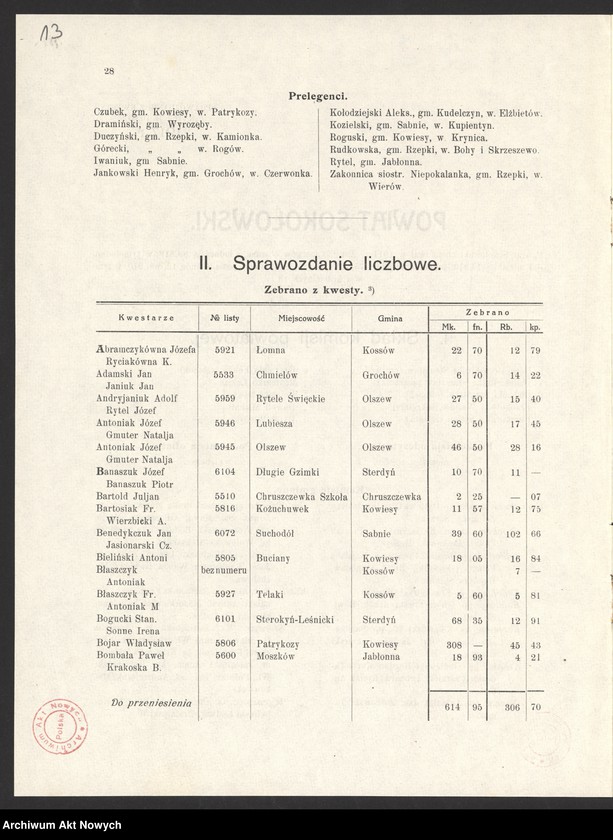 13
28
Prelegenci.
Czubek, gm. Kowiesy, w. Patrykozy.
Dramiński, gm. Wyrozęby.
Duczyński, gm. Rzepki, w. Kamionka.
Górecki, „ „ w. Rogów.
Iwaniuk, gm Sabnie.
Jankowski Henryk, gm. Grochów, w. Czerwonka.
Kołodziejski Aleks., gm. Kudelczyn, w. Elżbietów.
Kozielski, gm. Sabnie, w. Kupientyn.
Roguski, gm. Kowiesy, w Krynica.
Rudkowska, gm. Rzepki, w. Bohy i Skrzeszewo.
Rytel, gm. Jabłonna.
Zakonnica siostr. Niepokalanka, gm. Rzepki, w.
Wierów.
II. Sprawozdanie liczbowe.
Zebrano z kwesty. ²)
Kwestarze № listy Miejscowość Gmina Zebrano
Mk. fn. Rb. kp.
Abramczykówna Józefa 5921 Łomna Kossów 22 70 12 79
Ryciakówna K.
Adamski Jan 5533 Chmielów Grochów 6 70 14 22
Janiuk Jan
Andryjaniuk Adolf 5959 Rytele Święckie Olszew 27 50 15 40
Rytel Józef
Antoniak Józef 5946 Lubiesza Olszew 28 50 17 45
Gmuter Natalja
Antoniak Józef 5945 Olszew Olszew 46 50 28 16
Gmuter Natalja
Banaszuk Józef 6104 Długie Grzimki Sterdyń 10 70 11 —
Banaszuk Piotr
Bartold Juljan 5510 Chruszczewka Szkoła Chruszczewka 2 25 — 07
Bartosiak Fr. 5816 Kożuchuwek Kowiesy 11 57 12 75
Wierzbicki A.
Benedykczuk Jan 6072 Suchodół Sabnie 39 60 102 66
Jasionarski Cz.
Bieliński Antoni 5805 Buciany Kowiesy 18 05 16 84
Błaszczyk bez numeru Kossów 7 —
Antoniak
Błaszczyk Fr. 5927 Telaki Kossów 5 60 5 81
Antoniak M
Bogucki Stan. 6101 Sterokyń-Leśnicki Sterdyń 68 35 12 91
Sonne Irena
Bojar Władysiaw 5806 Patrykozy Kowiesy 308 — 45 43
Bombała Paweł 5600 Moszków Jabłonna 18 93 4 21
Krakoska B.
Do przeniesienia 614 95 306 70
Archiwum Akt Nowych
Polska
Archiwum Akt Nowych